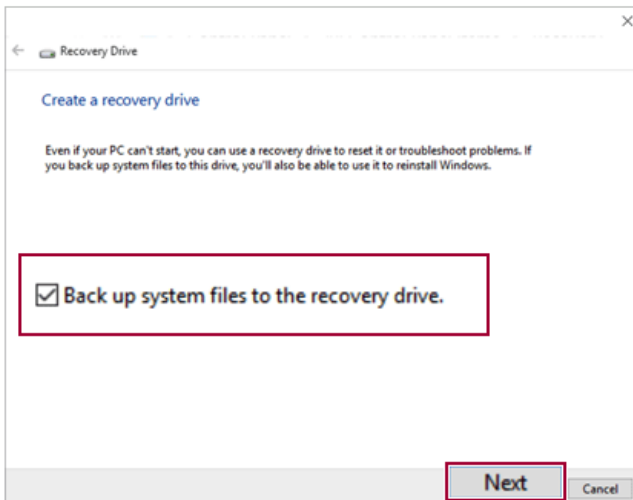 Recovery Drive
Create a recovery drive
Even if your PC can't start, you can use a recovery drive to reset it or troubleshoot problems. If
you back up system files to this drive, you'll also be able to use it to reinstall Windows.
Back up system files to the recovery drive.
Next
Cancel